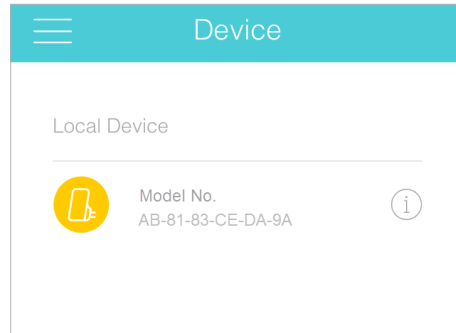 Device
Local Device
Model No.
AB-81-83-CE-DA-9A
i